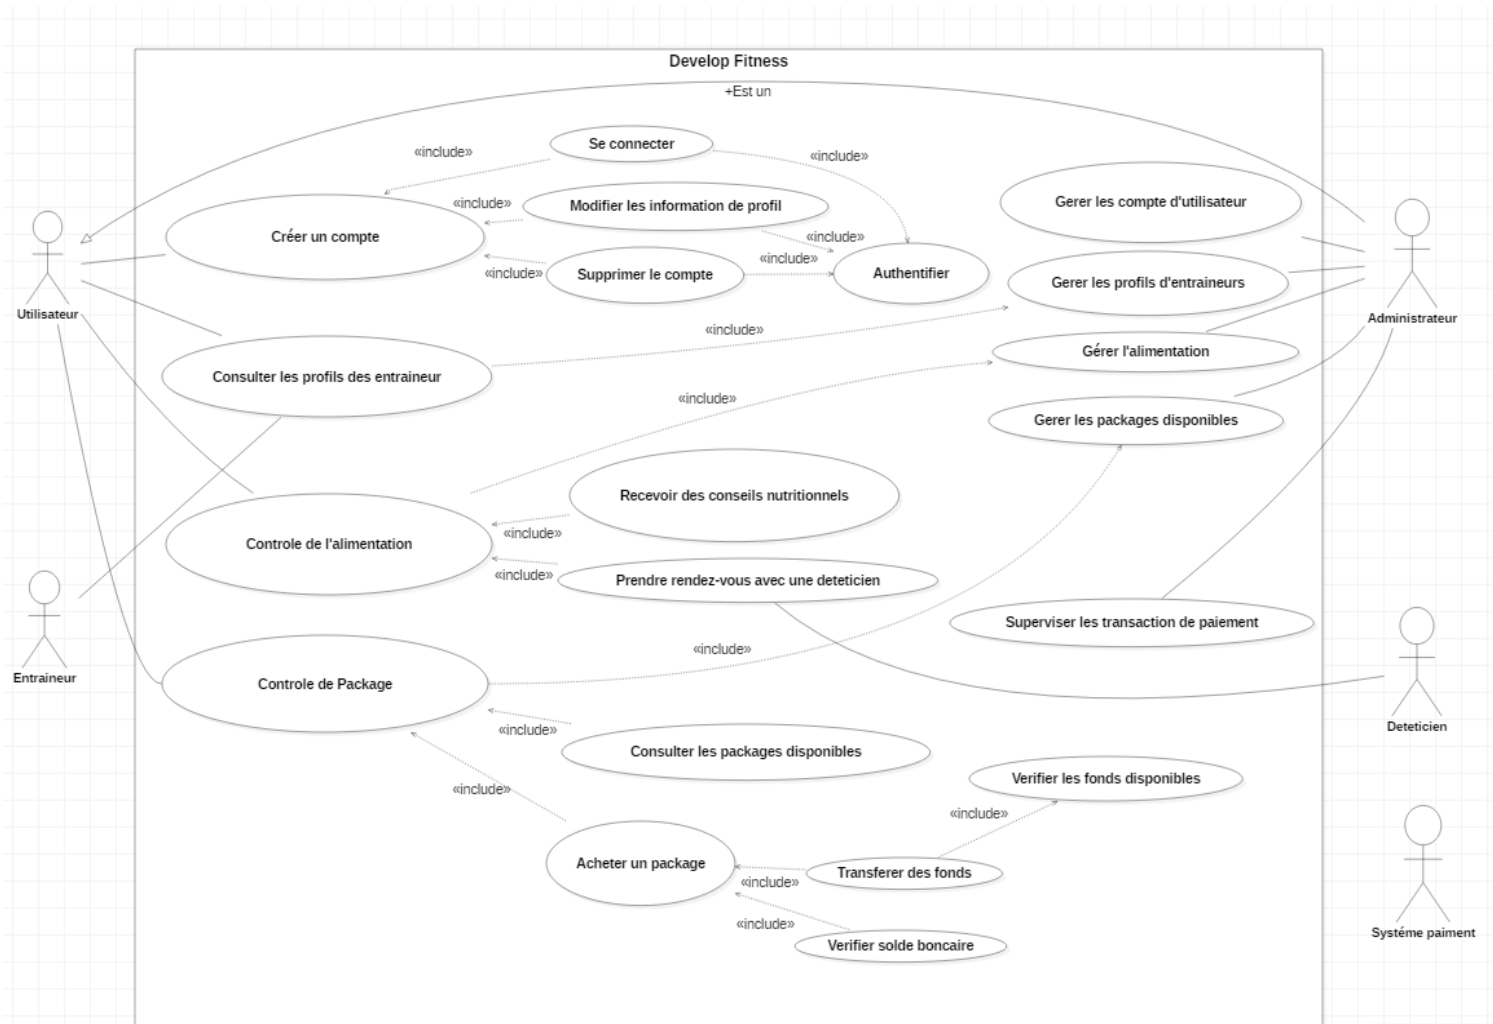 Develop Fitness
+Est un
Se connecter
«include»
«include»
Modifier les information de profil
«include»
Gerer les compte d'utilisateur
Créer un compte
«include»
Supprimer le compte
«include»
«include»
Authentifier
Gerer les profils d'entraineurs
Utilisateur
Administrateur
«include»
Gérer l'alimentation
Consulter les profils des entraineur
«include»
Gerer les packages disponibles
Recevoir des conseils nutritionnels
«include»
Controle de l'alimentation
«include»
Prendre rendez-vous avec une deteticien
Superviser les transaction de paiement
«include»
Entraineur
Controle de Package
Deteticien
«include»
Consulter les packages disponibles
Verifier les fonds disponibles
«include»
«include»
Acheter un package
Transferer des fonds
«include»
«include»
Systéme paiment
Verifier solde boncaire